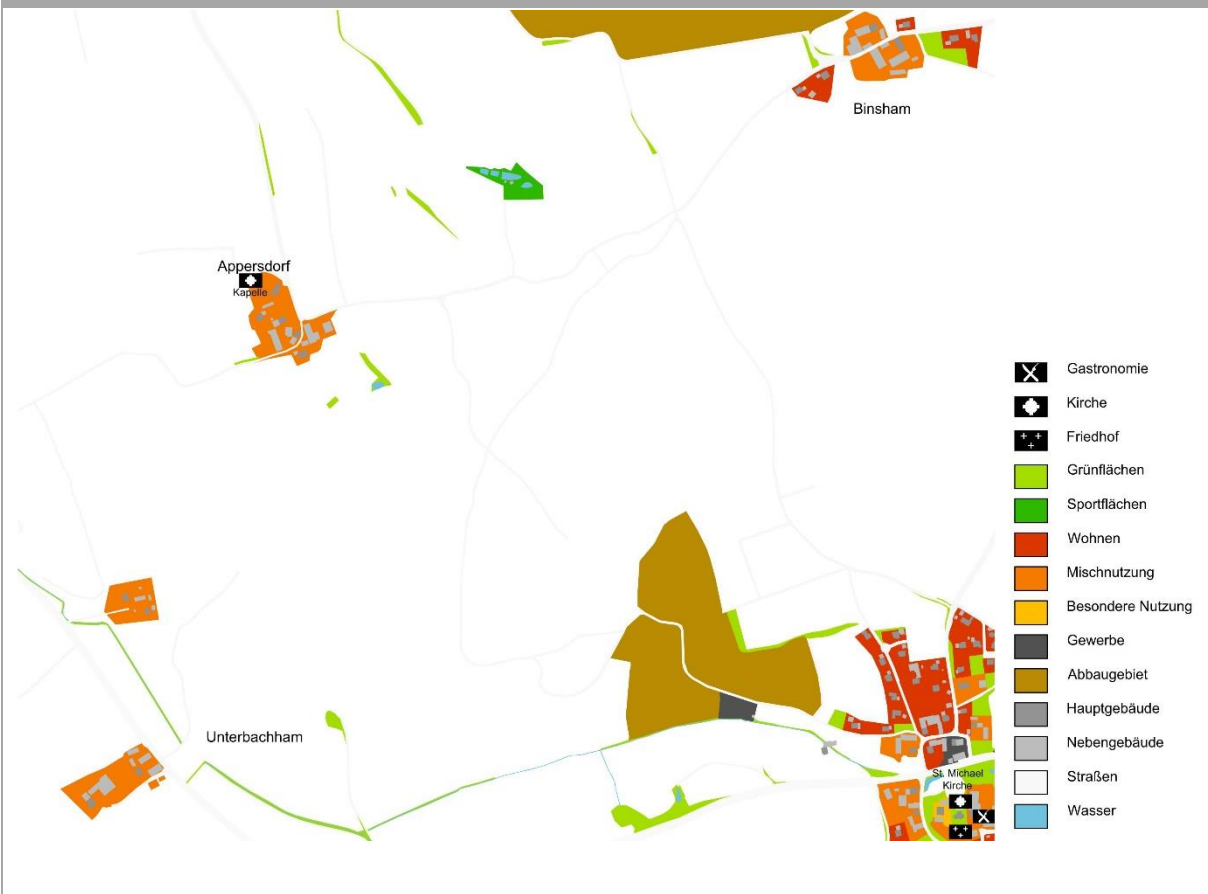 Binsham
Appersdorf
Kapelle
Unterbachham
St. Michael
Kirche
Gastronomie
Kirche
Friedhof
Grünflächen
Sportflächen
Wohnen
Mischnutzung
Besondere Nutzung
Gewerbe
Abbaugebiet
Hauptgebäude
Nebengebäude
Straßen
Wasser